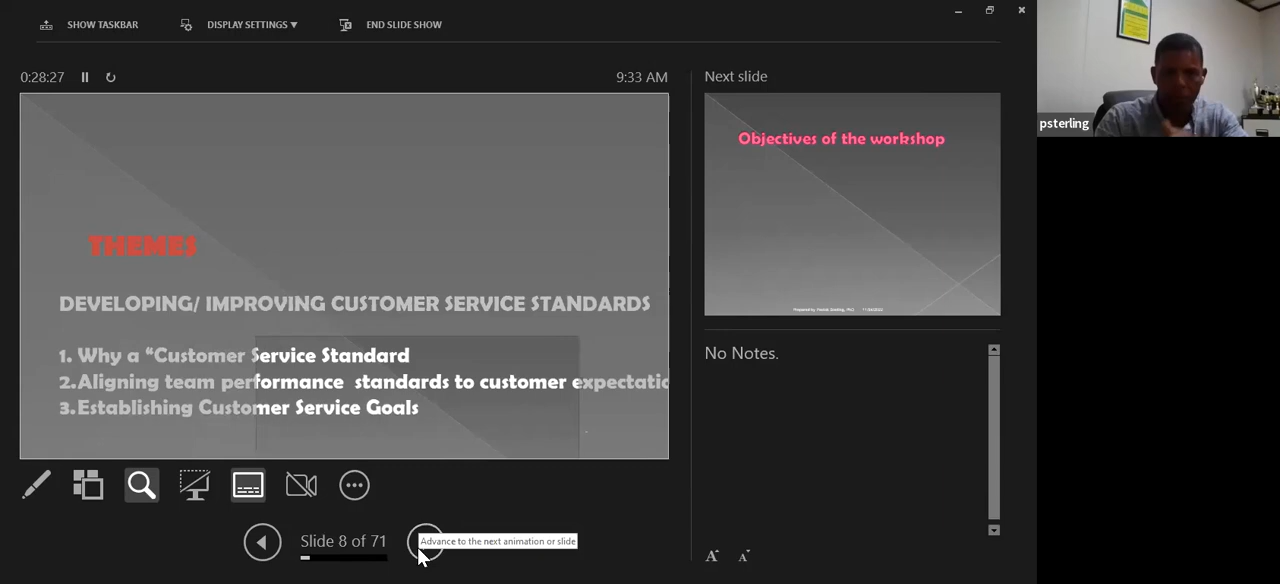 SHOW TASKBAR
DISPLAY SETTINGS ▼
END SLIDE SHOW
0:28:27
9:33 AM
THEMES
DEVELOPING/ IMPROVING CUSTOMER SERVICE STANDARDS
1. Why a “Customer Service Standard
2.Aligning team performance standards to customer expectatio
3.Establishing Customer Service Goals
Slide 8 of 71
Advance to the next animation or slide
Next slide
Objectives of the workshop
No Notes.
A A
psterling